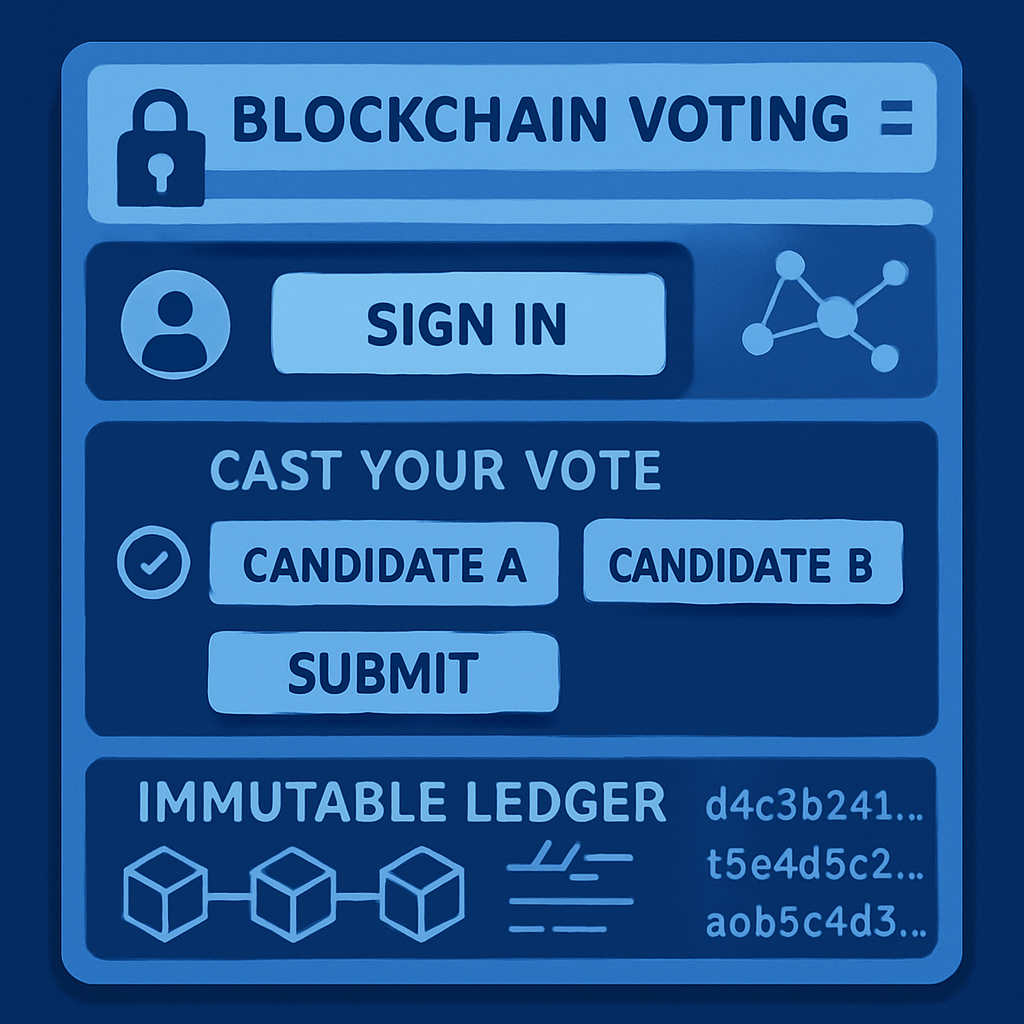 BLOCKCHAIN VOTING
SIGN IN
CAST YOUR VOTE
CANDIDATE A
CANDIDATE B
SUBMIT
IMMUTABLE LEDGER
d4c3b241...
t5e4d5c2...
aob5c4d3...